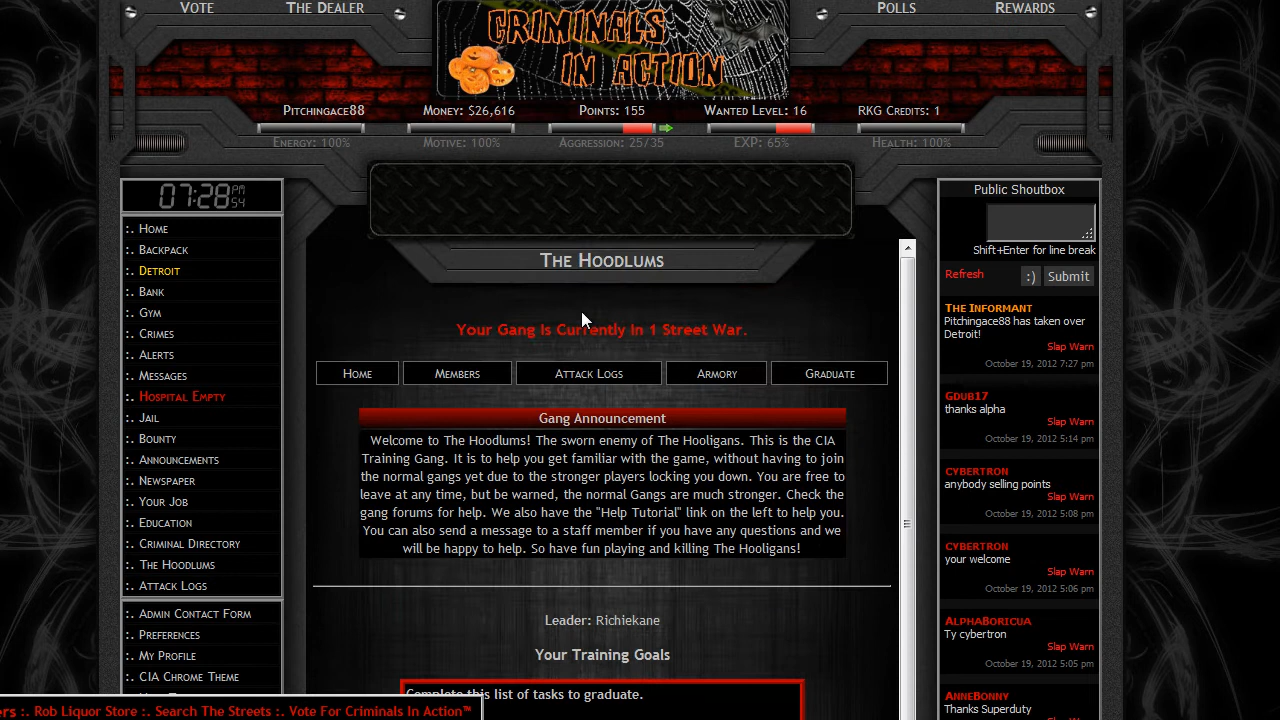 Vote
The Dealer
Criminals
In Action
Polls
Rewards
Pitchingace88
Money: $26,616
Points: 155
Wanted Level: 16
RKG Credits: 1
Energy: 100%
Motive: 100%
Aggression: 25/35
EXP: 65%
Health: 100%
07:28 PM 54
:. Home
:. Backpack
:. Detroit
:. Bank
:. Gym
:. Crimes
:. Alerts
:. Messages
:. Hospital Empty
:. Jail
:. Bounty
:. Announcements
:. Newspaper
:. Your Job
:. Education
:. Criminal Directory
:. The Hoodlums
:. Attack Logs
:. Admin Contact Form
:. Preferences
:. My Profile
:. CIA Chrome Theme
The Hoodlums
Your Gang Is Currently In 1 Street War.
Home
Members
Attack Logs
Armory
Graduate
Gang Announcement
Welcome to The Hoodlums! The sworn enemy of The Hooligans. This is the CIA
Training Gang. It is to help you get familiar with the game, without having to join
the normal gangs yet due to the stronger players locking you down. You are free to
leave at any time, but be warned, the normal Gangs are much stronger. Check the
gang forums for help. We also have the "Help Tutorial" link on the left to help you.
You can also send a message to a staff member if you have any questions and we
will be happy to help. So have fun playing and killing The Hooligans!
Leader: Richiekane
Your Training Goals
Complete this list of tasks to graduate.
Public Shoutbox
Shift+Enter for line break
Refresh
:)
Submit
The Informant
Pitchingace88 has taken over
Detroit!
Slap Warn
October 19, 2012 7:27 pm
Gdub17
thanks alpha
Slap Warn
October 19, 2012 5:14 pm
Cybertron
anybody selling points
Slap Warn
October 19, 2012 5:08 pm
Cybertron
your welcome
Slap Warn
October 19, 2012 5:06 pm
AlphaBoricua
Ty cybertron
Slap Warn
October 19, 2012 5:05 pm
AnneBonny
Thanks Superduty
Slap Warn
ers :. Rob Liquor Store :. Search The Streets :. Vote For Criminals In Action™